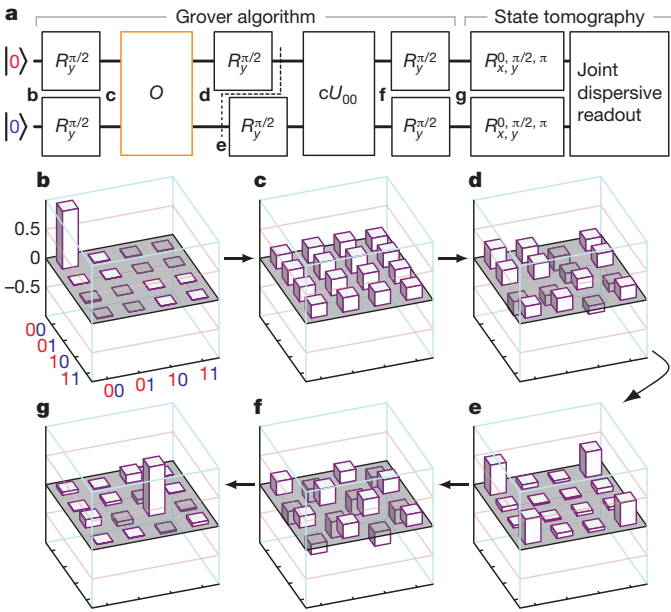 a
Grover algorithm State tomography
|0⟩ R_y^{π/2} O R_y^{π/2} cU_{00} R_y^{π/2} R_{x, y}^{0, π/2, π} Joint dispersive readout
b c d e f g
|0⟩ R_y^{π/2} R_y^{π/2} R_y^{π/2} R_{x, y}^{0, π/2, π}
b c d
0.5
0
−0.5
00
01
10
11
00 01 10 11
g f e